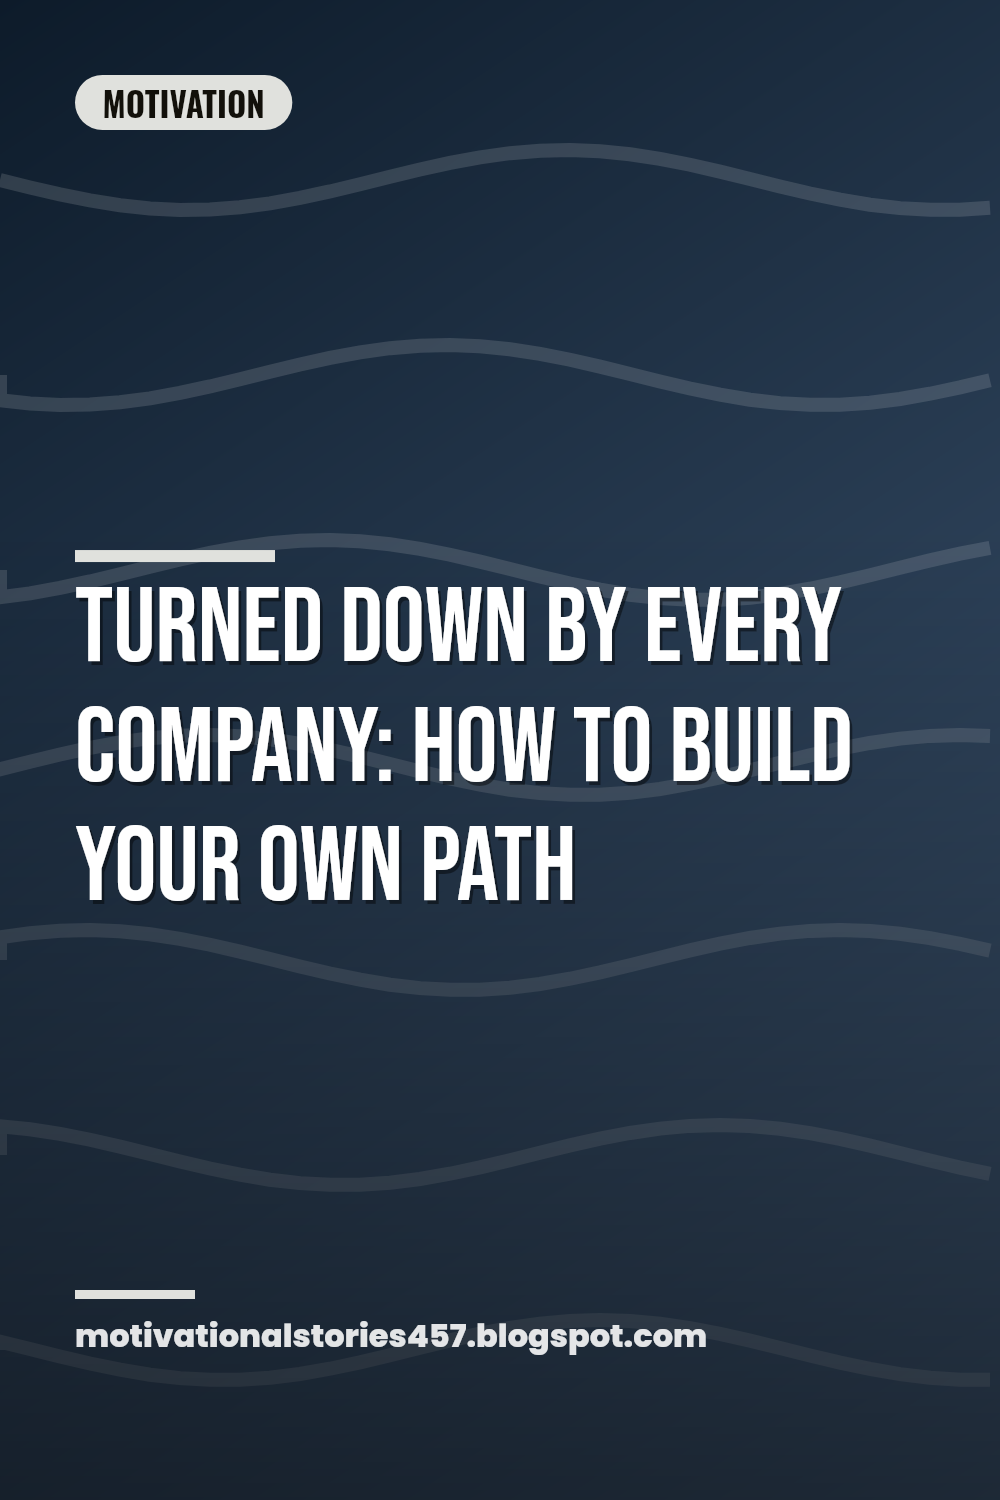 MOTIVATION
TURNED DOWN BY EVERY
COMPANY: HOW TO BUILD
YOUR OWN PATH
motivationalstories457.blogspot.com